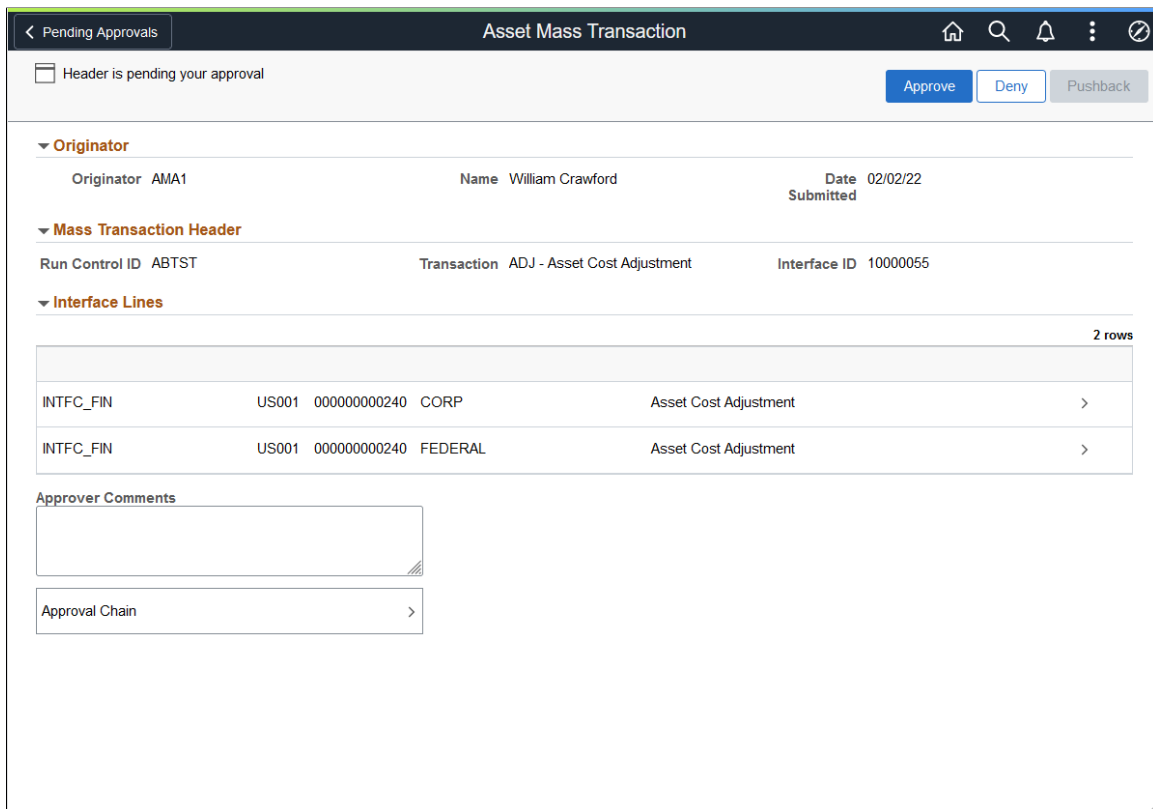 Pending Approvals
Asset Mass Transaction
Header is pending your approval
Approve Deny Pushback
Originator
Originator AMA1 Name William Crawford Date Submitted 02/02/22
Mass Transaction Header
Run Control ID ABTST Transaction ADJ - Asset Cost Adjustment Interface ID 10000055
Interface Lines
2 rows
INTFC_FIN US001 000000000240 CORP Asset Cost Adjustment
INTFC_FIN US001 000000000240 FEDERAL Asset Cost Adjustment
Approver Comments
Approval Chain